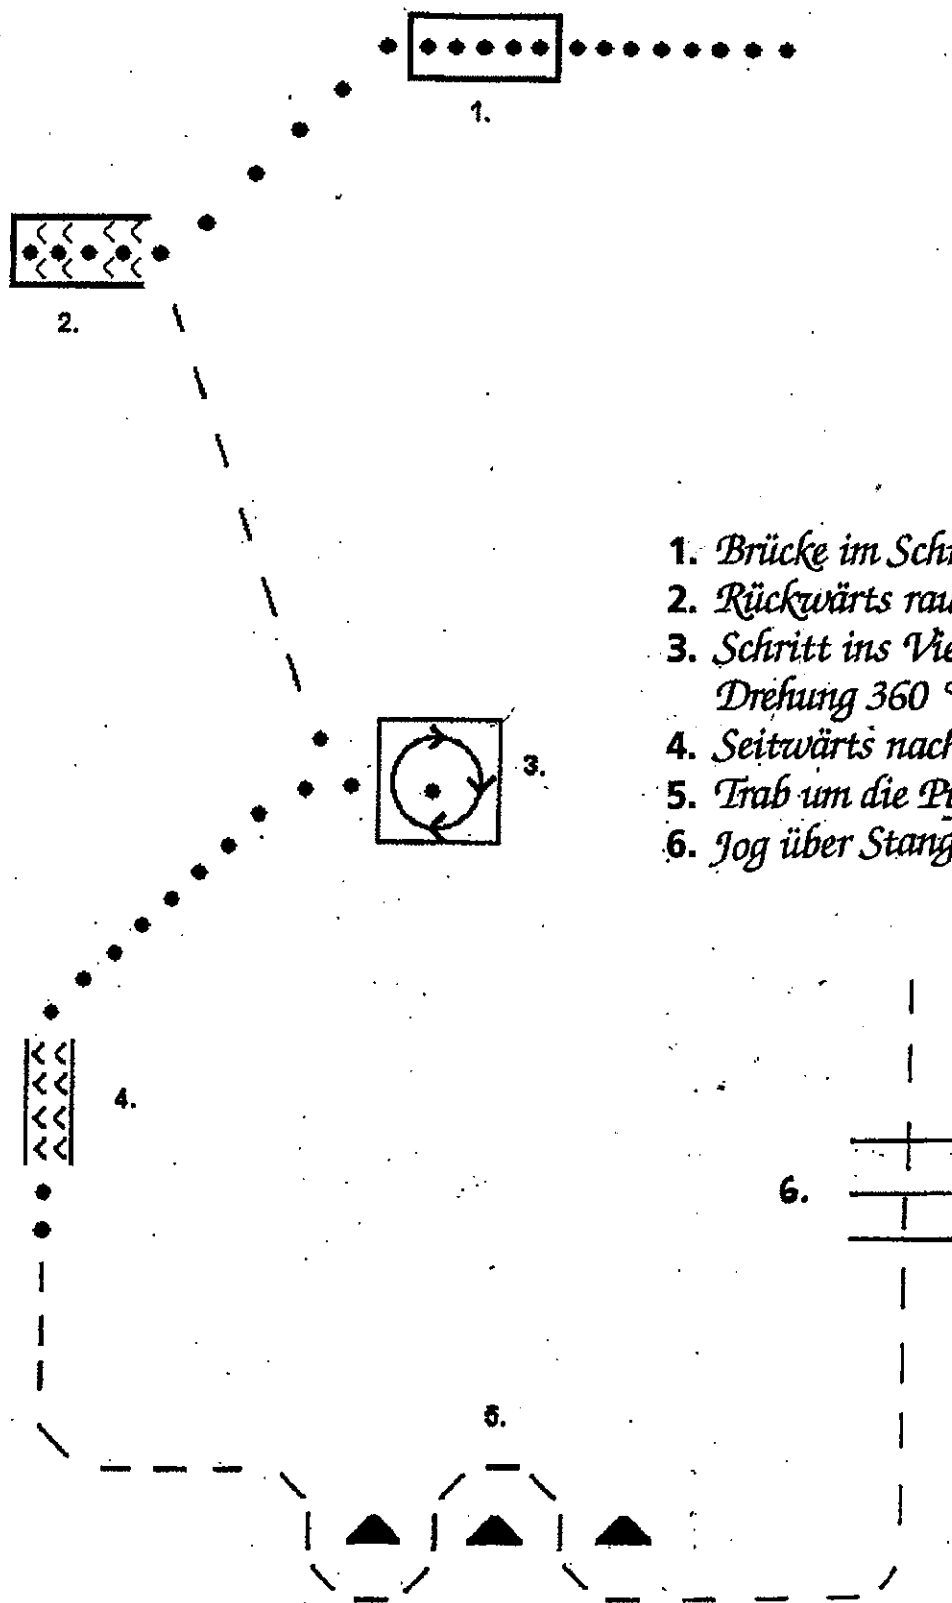 1.
2.
1. Brücke im
2. Rückwärts
3. Schritt ins
Drehung 360
4. Seitwärts
5. Trab um die
6. Jog über
3.
4.
6.
5.